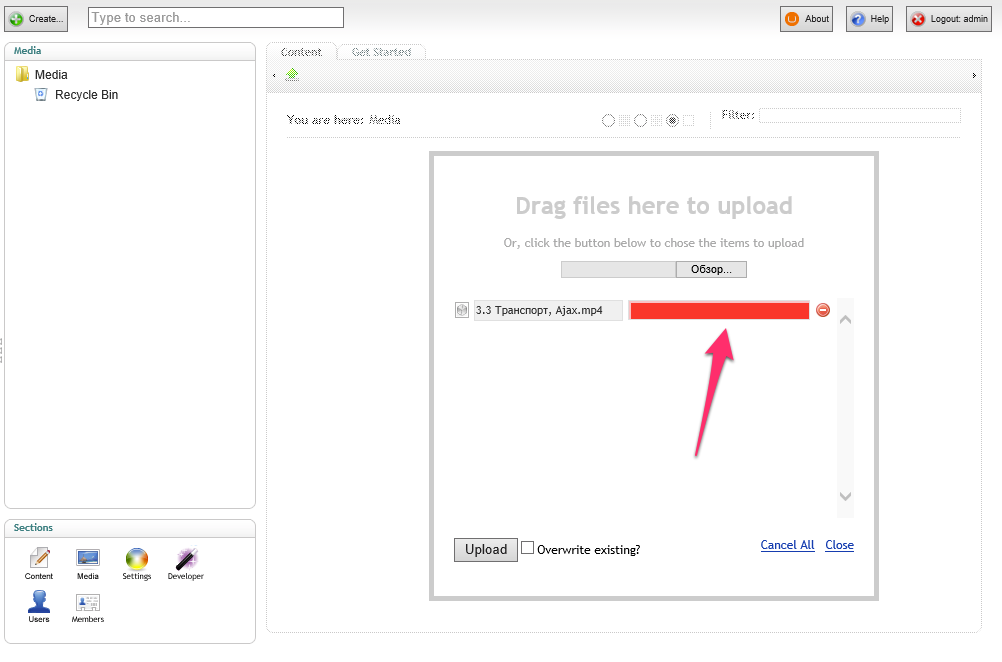 Create...
Type to search...
About
Help
Logout: admin
Media
Media
Recycle Bin
Content
Get Started
You are here: Media
Filter:
Drag files here to upload
Or, click the button below to chose the items to upload
Обзор...
3.3 Транспорт, Ajax.mp4
Upload
Overwrite existing?
Cancel All
Close
Sections
Content
Media
Settings
Developer
Users
Members